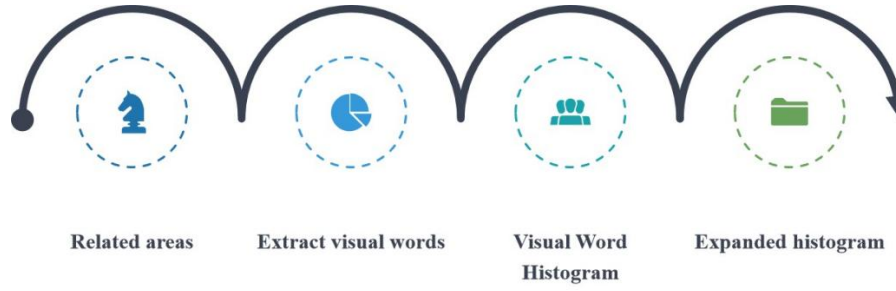 Related areas
Extract visual words
Visual Word
Histogram
Expanded histogram